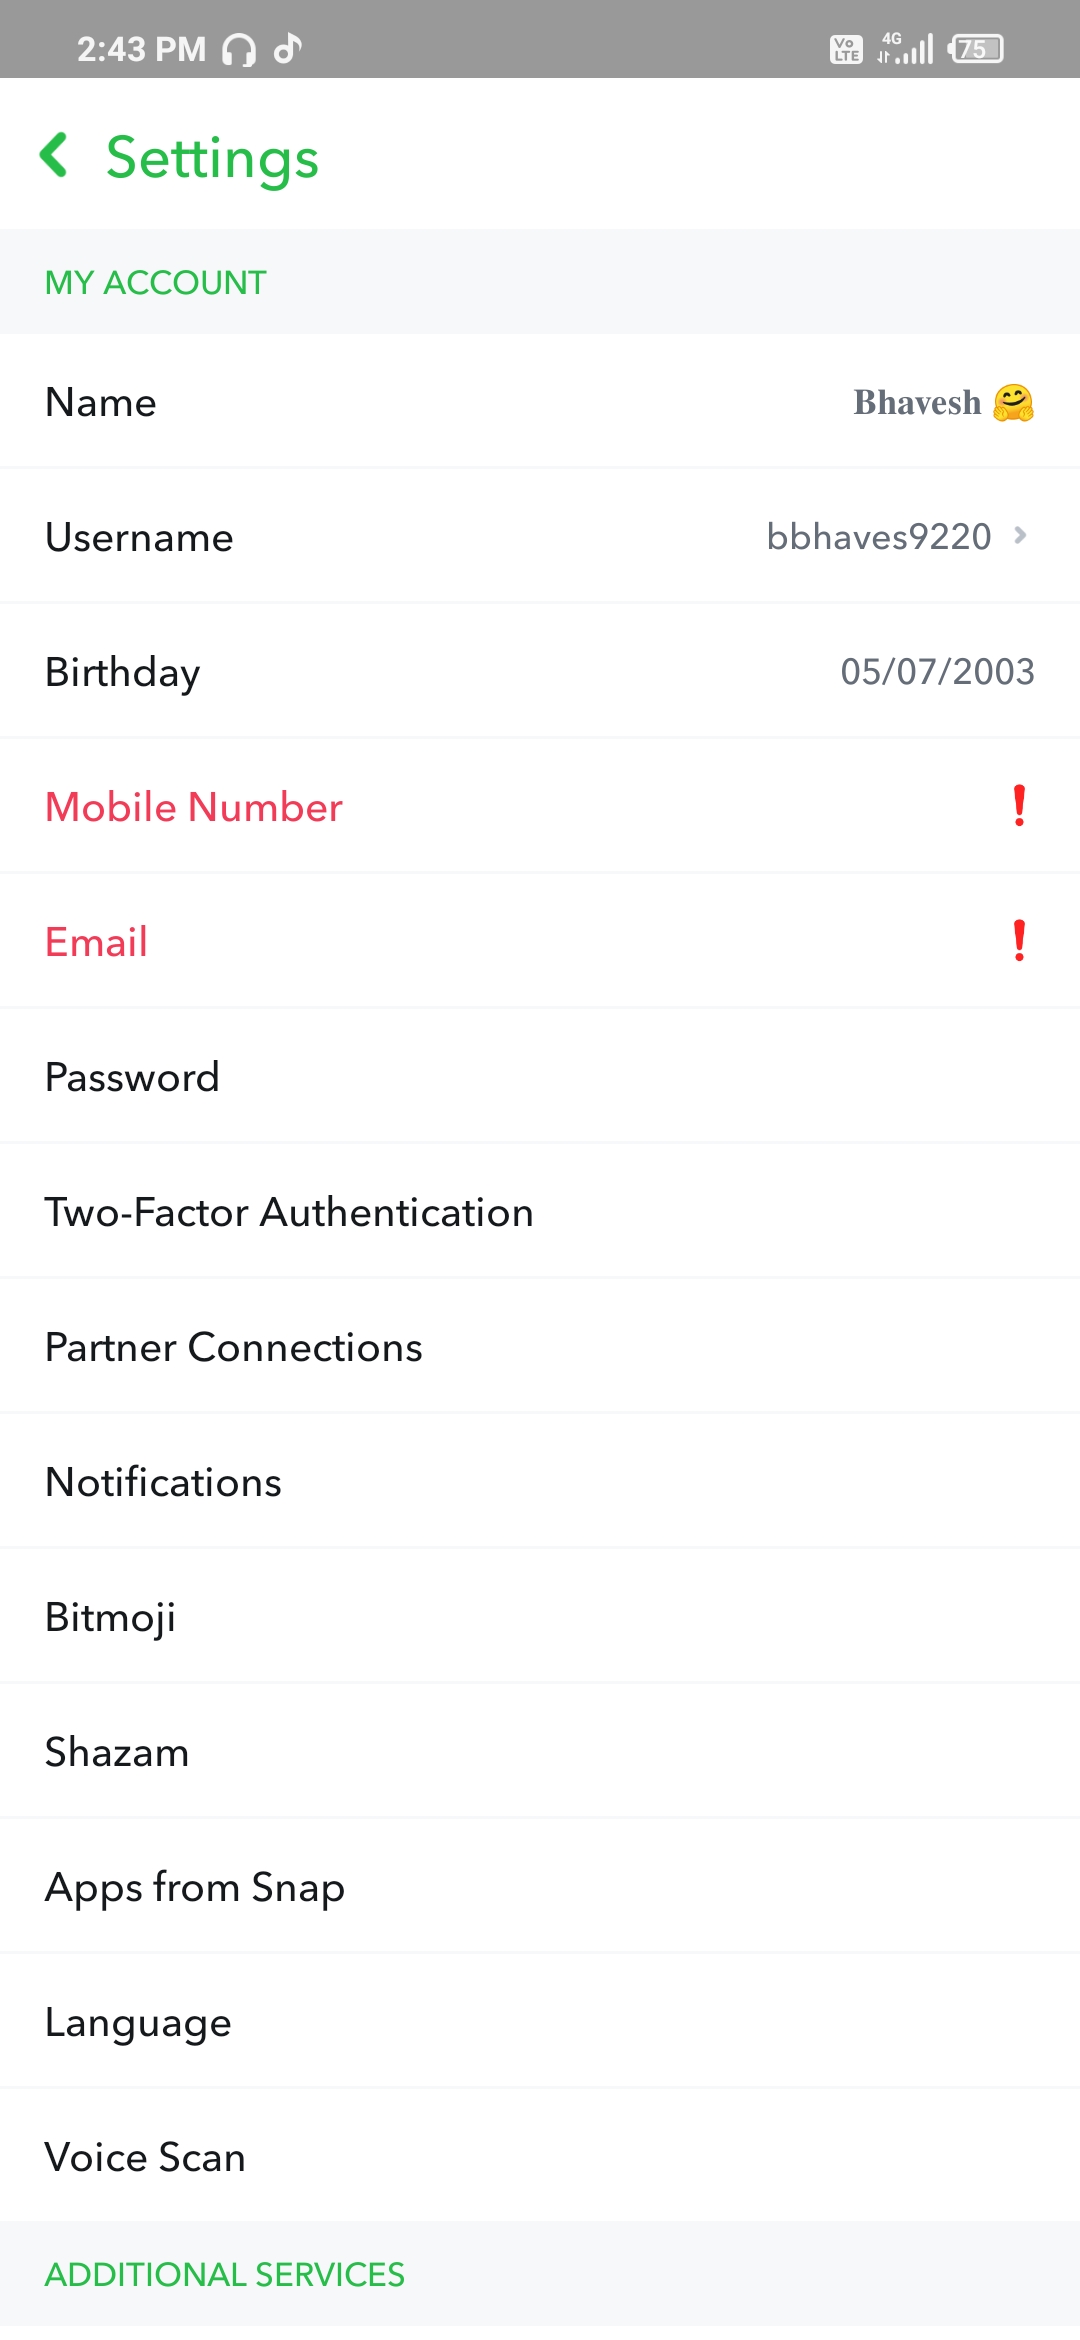 2:43 PM
Vo LTE 4G 75
Settings
MY ACCOUNT
Name Bhavesh 🤗
Username bbhaves9220
Birthday 05/07/2003
Mobile Number ❗
Email ❗
Password
Two-Factor Authentication
Partner Connections
Notifications
Bitmoji
Shazam
Apps from Snap
Language
Voice Scan
ADDITIONAL SERVICES